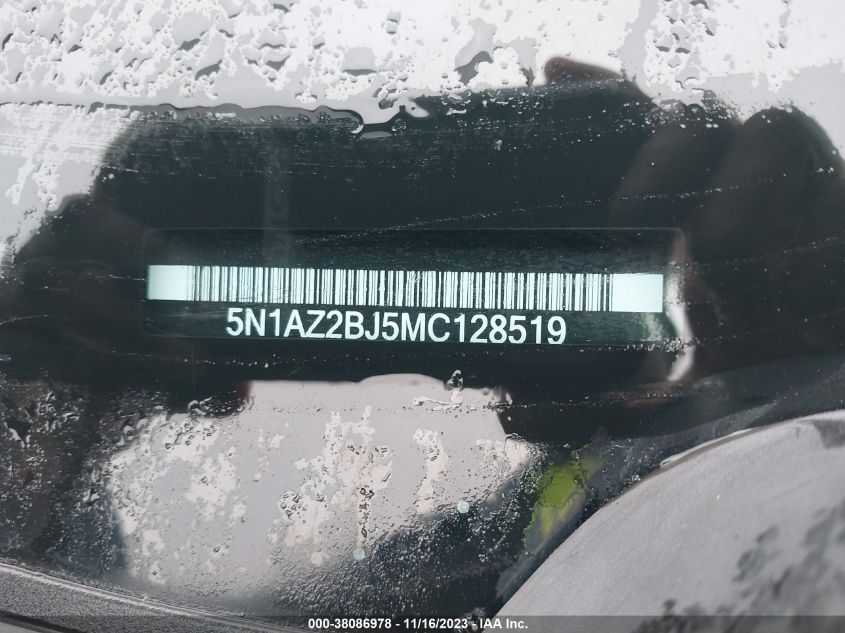 5N1AZ2BJ5MC128519
000-38086978 - 11/16/2023 - IAA Inc.